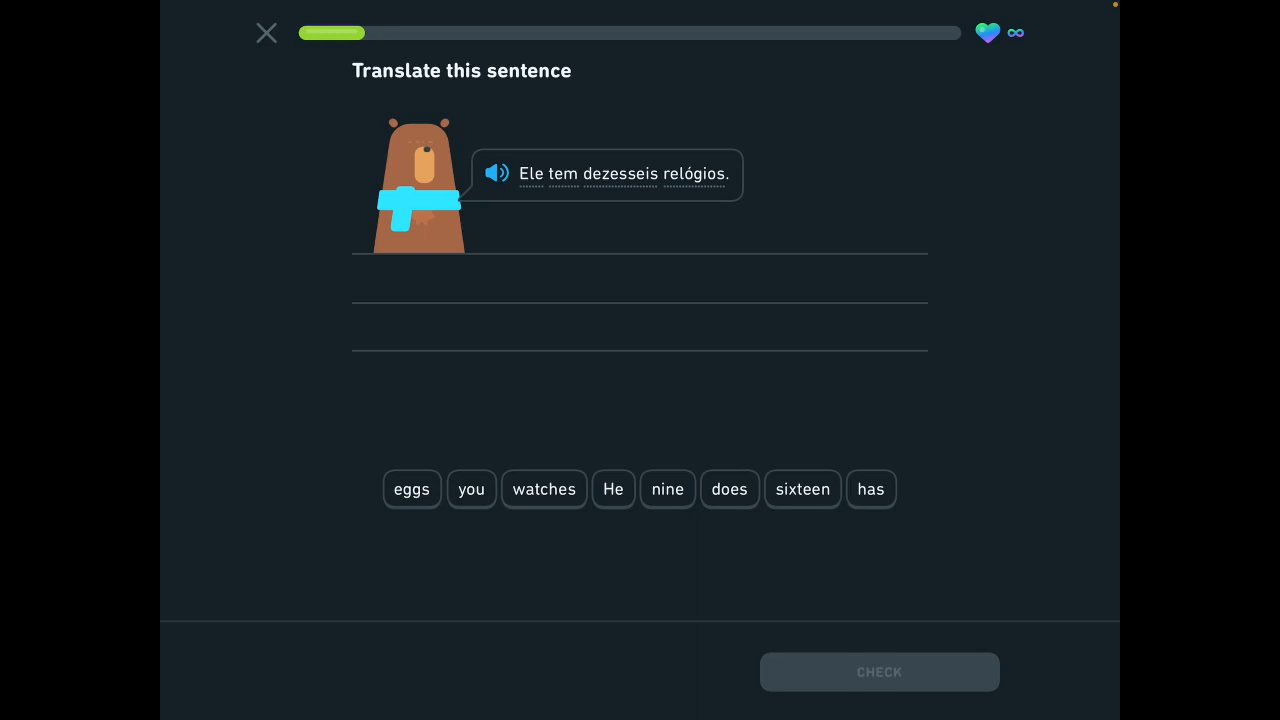 Translate this sentence
Ele tem dezesseis relógios.
eggs you watches He nine does sixteen has
CHECK